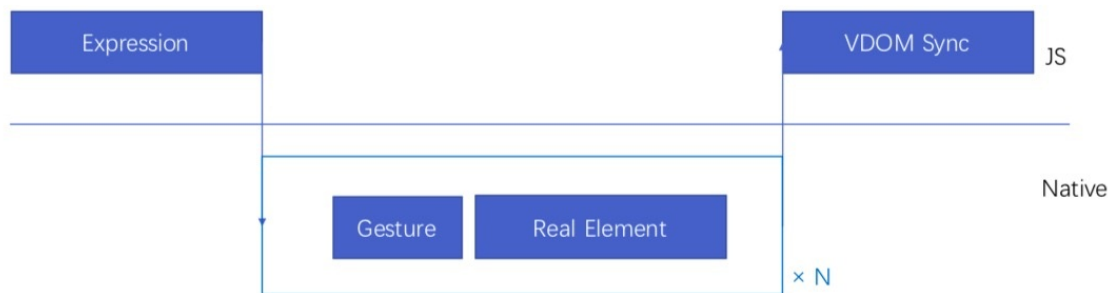 Expression
VDOM Sync
JS
Native
Gesture
Real Element
× N